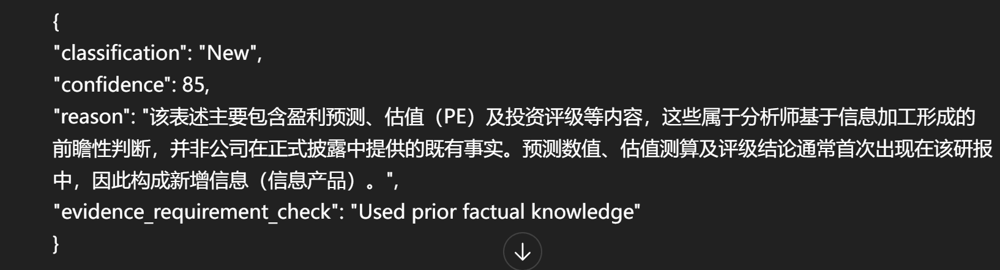 {
"classification": "New",
"confidence": 85,
"reason": "该表述主要包含盈利预测、估值（PE）及投资评级等内容，这些属于分析师基于信息加工形成的
前瞻性判断，并非公司在正式披露中提供的既有事实。预测数值、估值测算及评级结论通常首次出现在该研报
中，因此构成新增信息（信息产品）。",
"evidence_requirement_check": "Used prior factual knowledge"
}